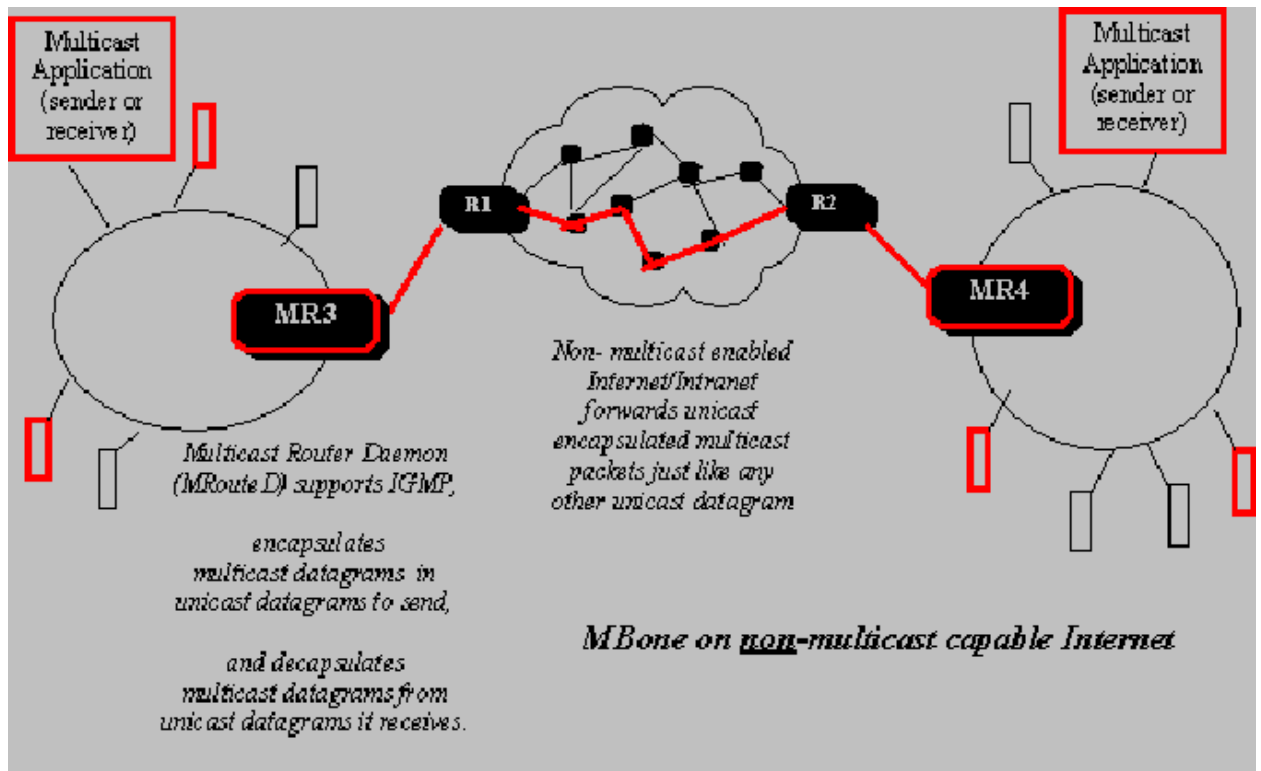 Multicast
Application
(sender or
receiver)
Multicast
Application
(sender or
receiver)
R1
R2
MR3
MR4
Non- multicast enabled
Internet/Intranet
forwards unicast
encapsulated multicast
packets just like any
other unicast datagram
Multicast Router Daemon
(MRouteD) supports IGMP,
encapsulates
multicast datagrams in
unicast datagrams to send,
and decapsulates
multicast datagrams from
unicast datagrams it receives.
MBone on non-multicast capable Internet